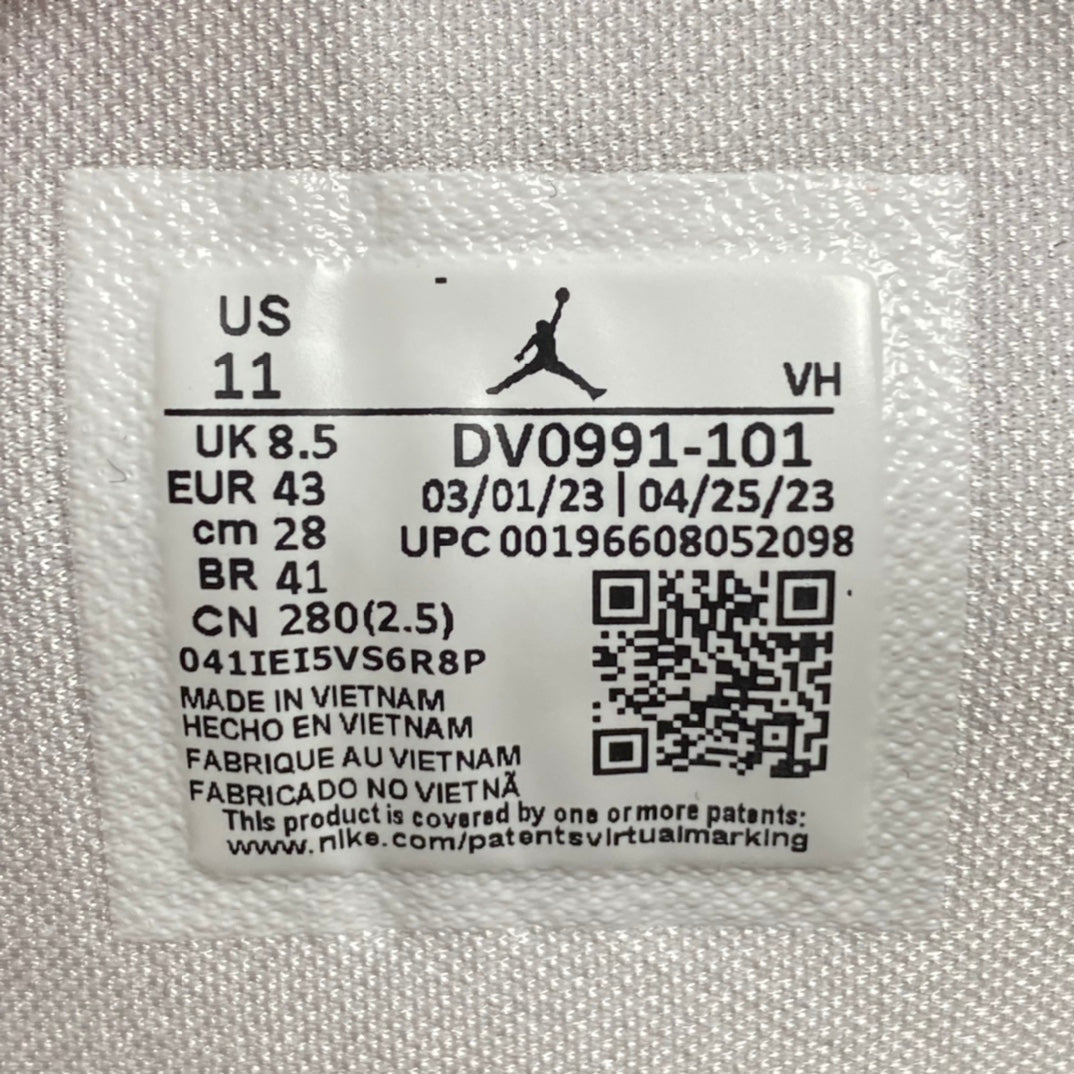 US
11
VH
UK 8.5
DV0991-101
EUR 43
03/01/23 | 04/25/23
cm 28
UPC 00196608052098
BR 41
CN 280(2.5)
041IEI5VS6R8P
MADE IN VIETNAM
HECHO EN VIETNAM
FABRIQUE AU VIETNAM
FABRICADO NO VIETNÃ
This product is covered by one or more patents:
www.nike.com/patentsvirtualmarking